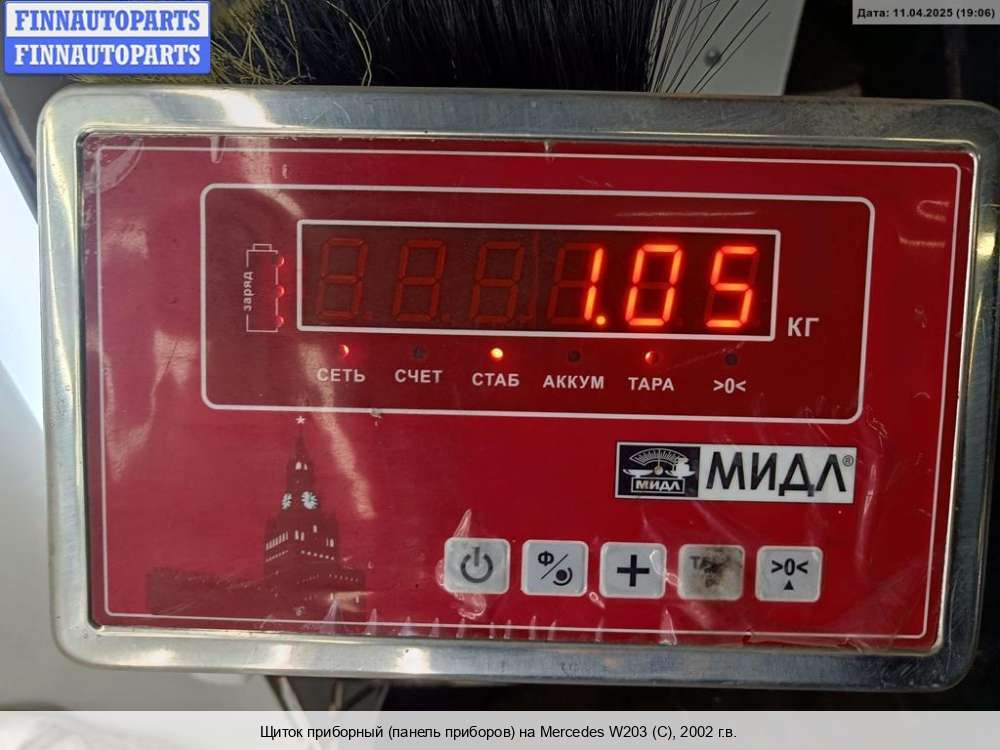 FINNAUTOPARTS
FINNAUTOPARTS
Дата: 11.04.2025 (19:06)
заряд
1.05
КГ
СЕТЬ СЧЕТ СТАБ АККУМ ТАРА >0<
МИДЛ МИДЛ®
Ф/ + >0<
Щиток приборный (панель приборов) на Mercedes W203 (C), 2002 г.в.